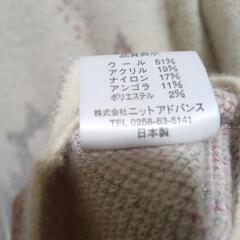 品質表示
ウール 51%
アクリル 19%
ナイロン 17%
アンゴラ 11%
ポリエステル 2%
株式会社ニットアドバンス
TEL 0258-63-5141
日本製